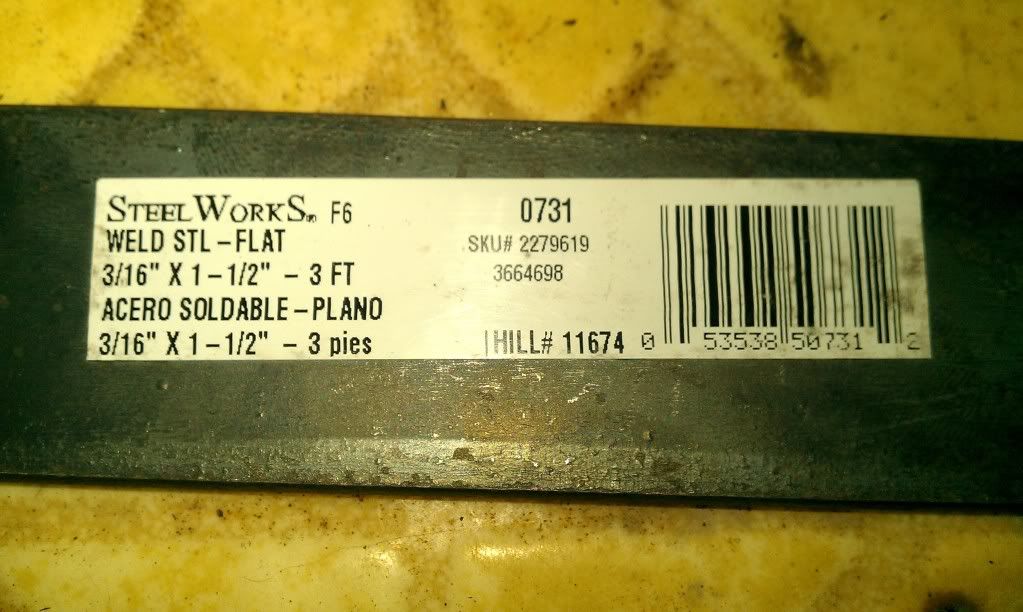 STEELWORKS F6
WELD STL-FLAT
3/16" X 1-1/2" - 3 FT
ACERO SOLDABLE-PLANO
3/16" X 1-1/2" - 3 pies
0731
SKU# 2279619
3664698
HILL# 11674
0 53538 50731 2